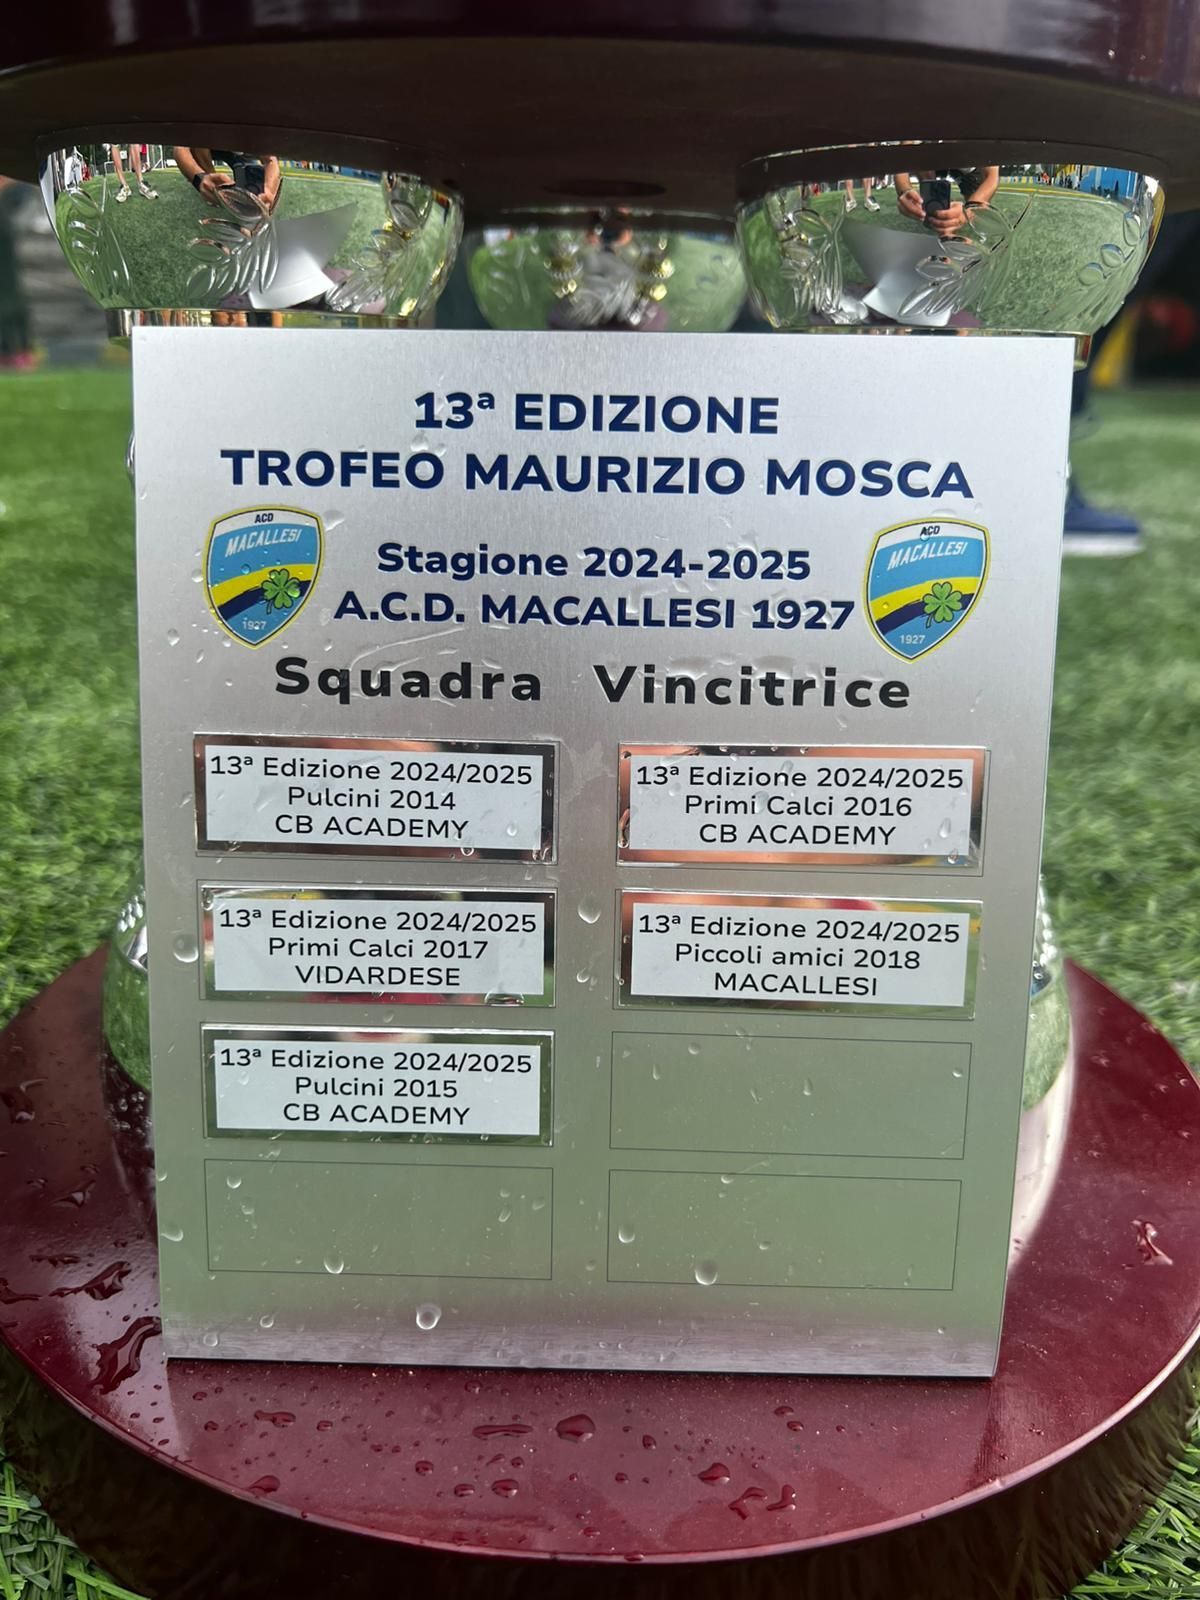 13ª EDIZIONE
TROFEO MAURIZIO MOSCA
ACD
MACALLESI
1927
Stagione 2024-2025
A.C.D. MACALLESI 1927
ACD
MACALLESI
1927
Squadra Vincitrice
13ª Edizione 2024/2025
Pulcini 2014
CB ACADEMY
13ª Edizione 2024/2025
Primi Calci 2016
CB ACADEMY
13ª Edizione 2024/2025
Primi Calci 2017
VIDARDESE
13ª Edizione 2024/2025
Piccoli amici 2018
MACALLESI
13ª Edizione 2024/2025
Pulcini 2015
CB ACADEMY